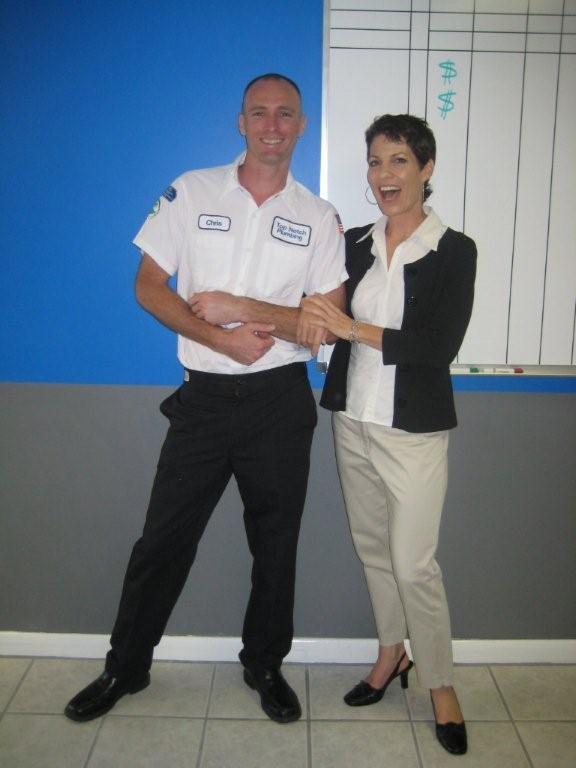 $
$
Chris
Top Notch
Plumbing